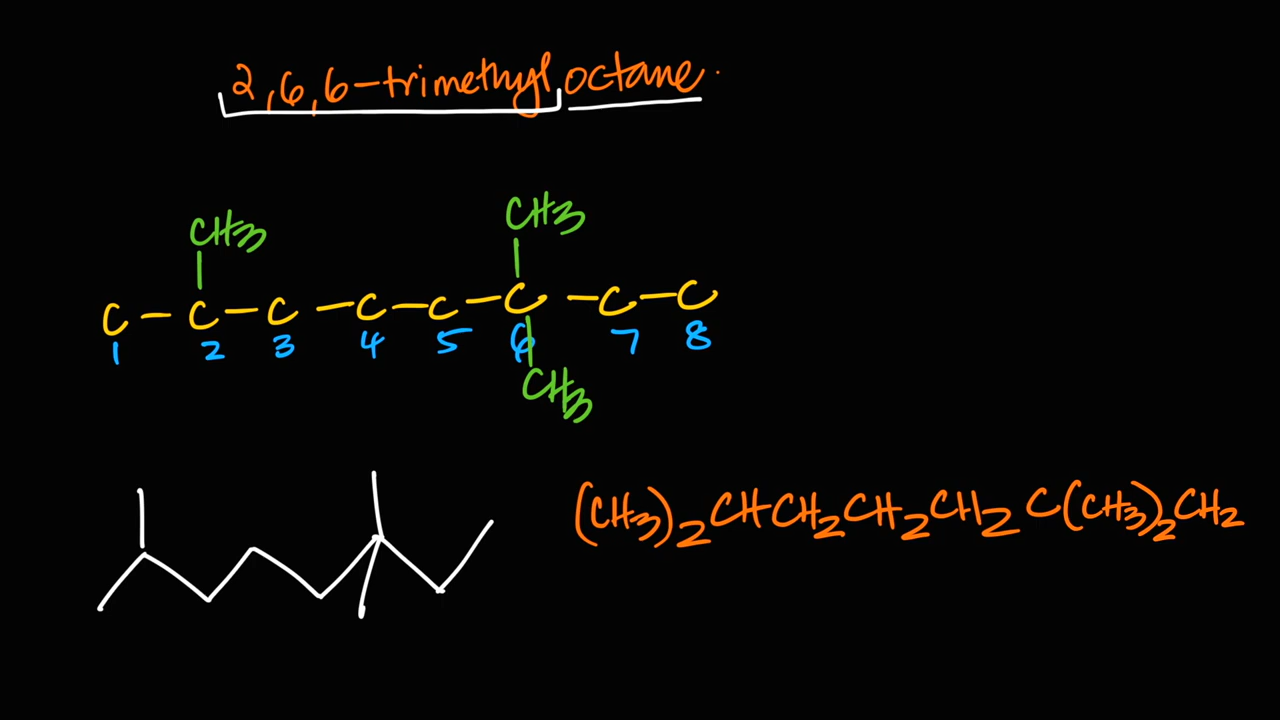 2,6,6-trimethyl octane.
CH3 CH3
C - C - C - C - C - C - C - C
1 2 3 4 5 6 7 8
CH3
(CH3)2CHCH2CH2CH2C(CH3)2CH2